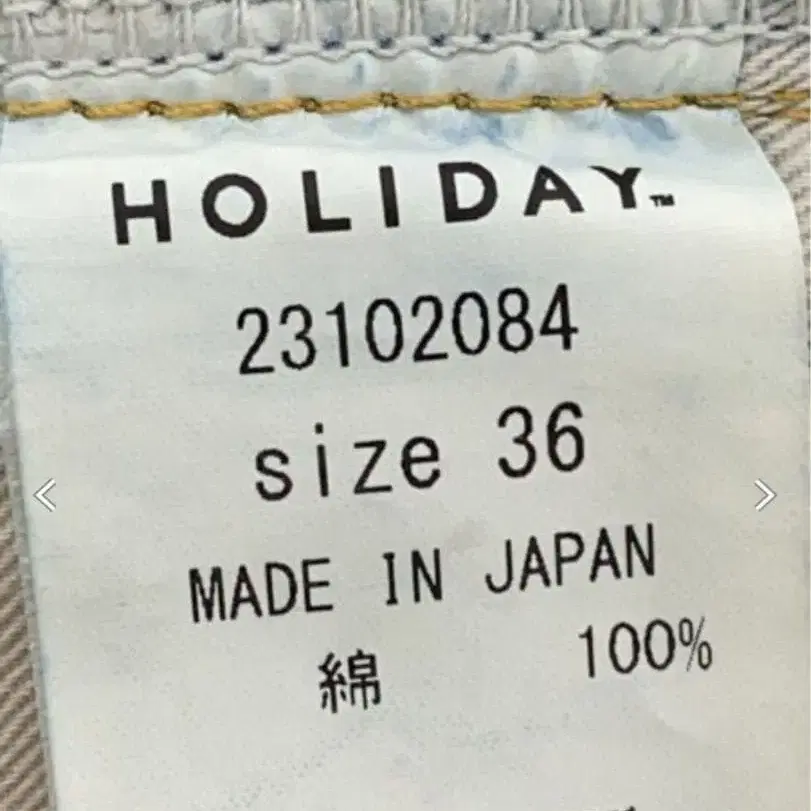 HOLIDAY™
23102084
size 36
MADE IN JAPAN
綿 100%